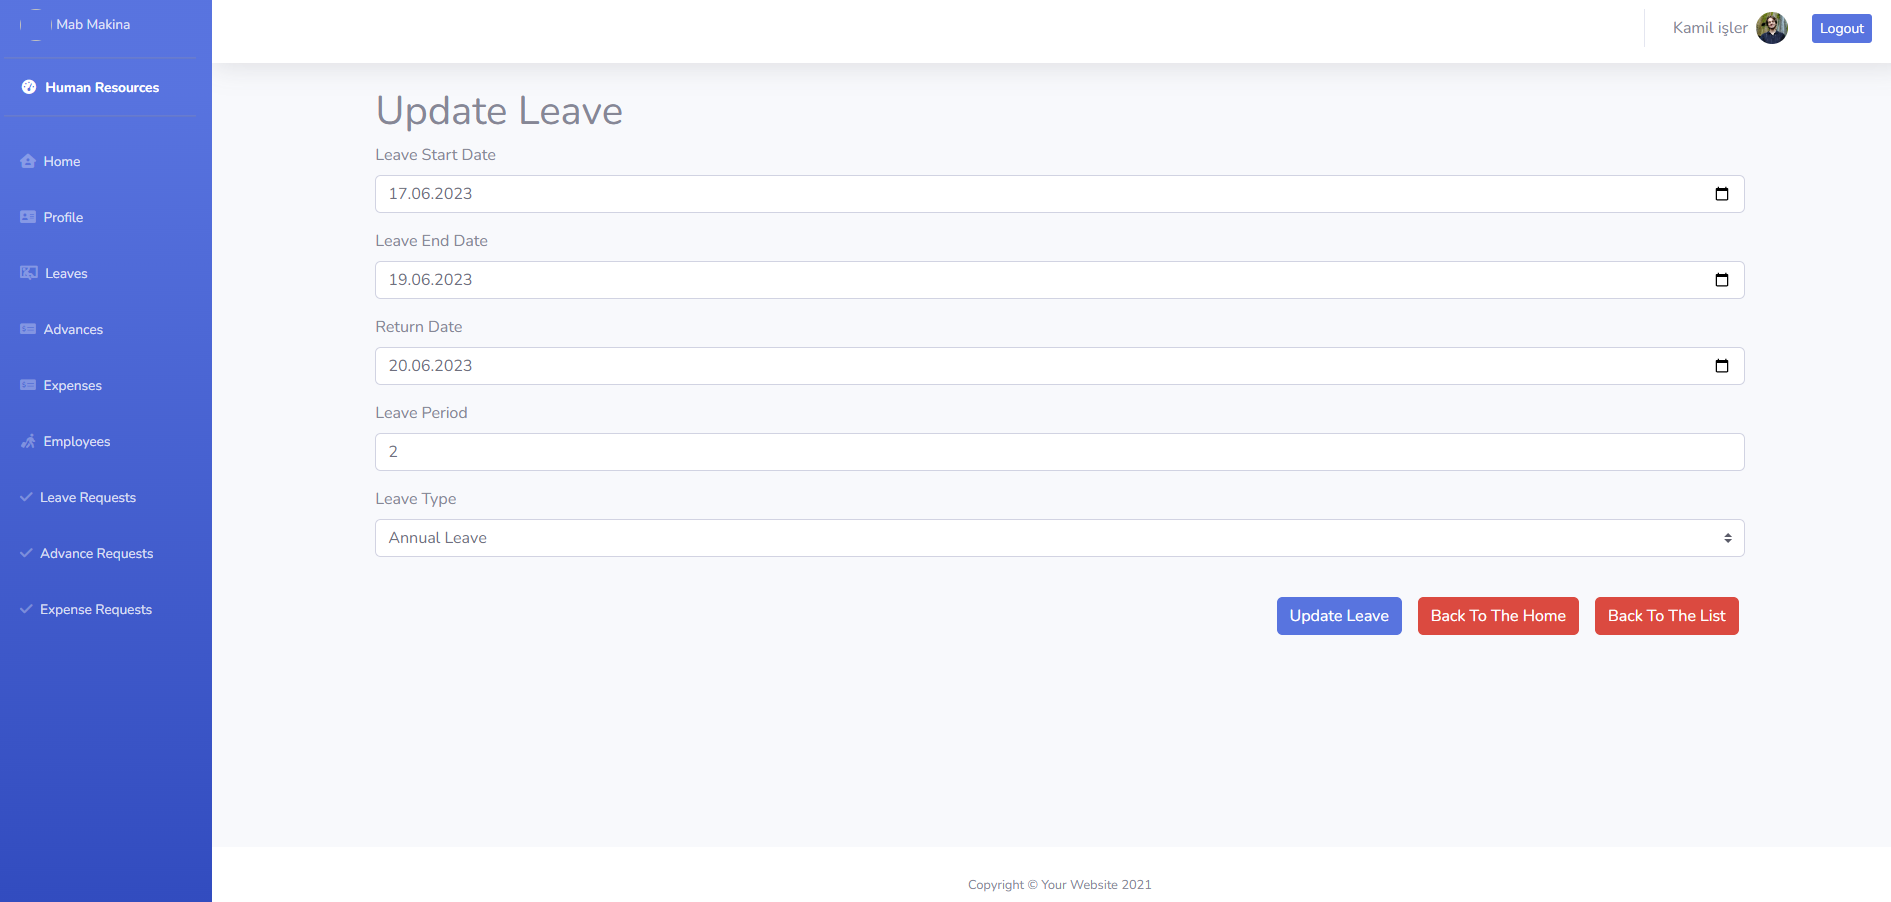 Mab Makina
Human Resources
Home
Profile
Leaves
Advances
Expenses
Employees
Leave Requests
Advance Requests
Expense Requests
Kamil işler
Logout
Update Leave
Leave Start Date
17.06.2023
Leave End Date
19.06.2023
Return Date
20.06.2023
Leave Period
2
Leave Type
Annual Leave
Update Leave Back To The Home Back To The List
Copyright © Your Website 2021